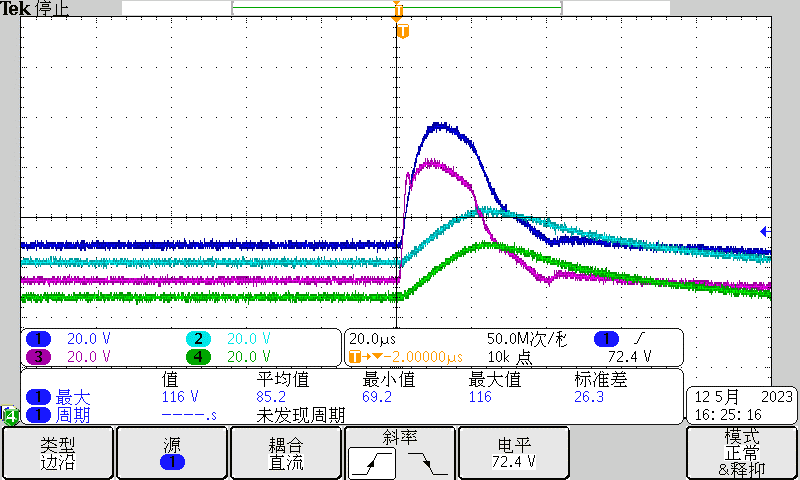 Tek 停止
T
T
1 20.0 V 2 20.0 V
3 20.0 V 4 20.0 V
20.0µs 50.0M次/秒 1
T→▼-2.00000µs 10k 点 72.4 V
值 平均值 最小值 最大值 标准差
1 最大 116 V 85.2 69.2 116 26.3
1 周期 ----.s 未发现周期
12 5月 2023
16:25:16
4
类型
边沿
源
1
耦合
直流
斜率
电平
72.4 V
模式
正常
&释抑